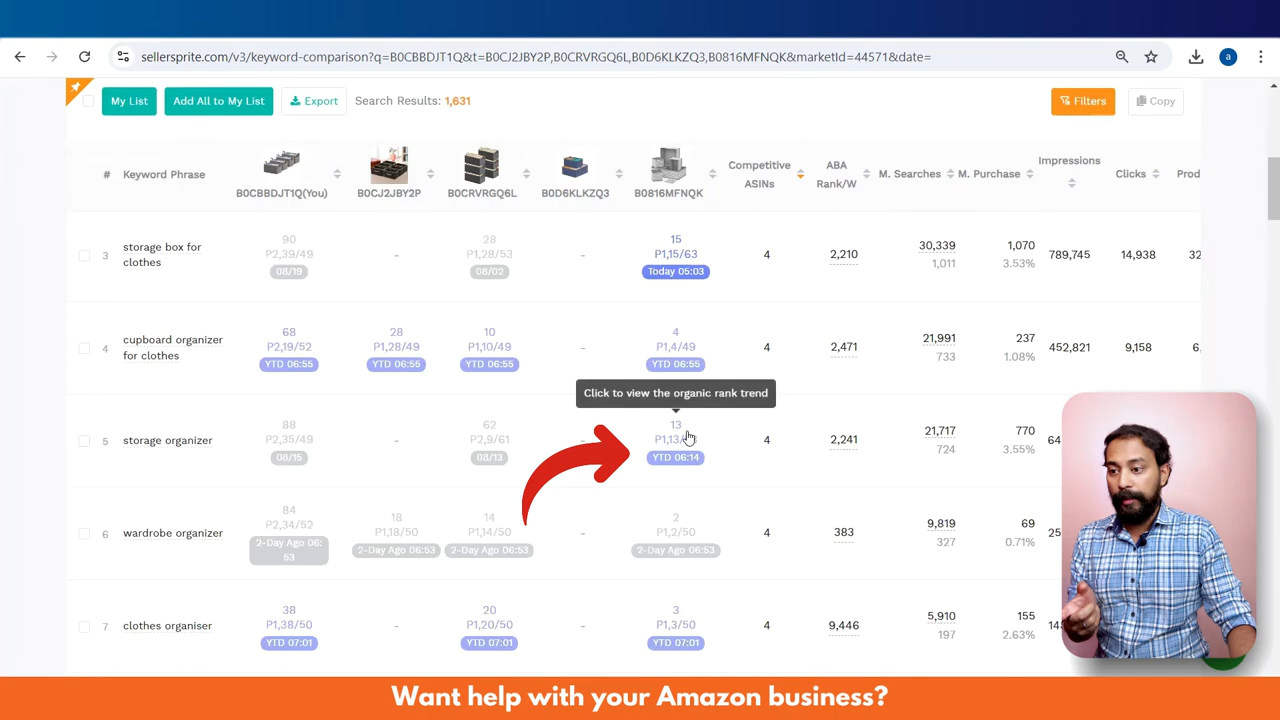 sellersprite.com/v3/keyword-comparison?q=B0CBBDJT1Q&t=B0CJ2JBY2P,B0CRVRGQ6L,B0D6KLKZQ3,B0816MFNQK&marketId=44571&date=
a
My List
Add All to My List
Export
Search Results: 1,631
Filters
Copy
# Keyword Phrase B0CBBDJT1Q(You) B0CJ2JBY2P B0CRVRGQ6L B0D6KLKZQ3 B0816MFNQK
Competitive
ASINs
ABA
Rank/W
M. Searches
M. Purchase
Impressions
Clicks
Prod
3
storage box for
clothes
90
P2,39/49
08/19
-
28
P1,28/53
08/02
-
15
P1,15/63
Today 05:03
4
2,210
30,339
1,011
1,070
3.53%
789,745
14,938
32
4
cupboard organizer
for clothes
68
P2,19/52
YTD 06:55
28
P1,28/49
YTD 06:55
10
P1,10/49
YTD 06:55
-
4
P1,4/49
YTD 06:55
4
2,471
21,991
733
237
1.08%
452,821
9,158
6,
Click to view the organic rank trend
5
storage organizer
88
P2,35/49
08/15
-
62
P2,9/61
08/13
-
13
P1,13/
YTD 06:14
4
2,241
21,717
724
770
3.55%
64
6
wardrobe organizer
84
P2,34/52
2-Day Ago 06:
53
18
P1,18/50
2-Day Ago 06:53
14
P1,14/50
2-Day Ago 06:53
-
2
P1,2/50
2-Day Ago 06:53
4
383
9,819
327
69
0.71%
25
7
clothes organiser
38
P1,38/50
YTD 07:01
-
20
P1,20/50
YTD 07:01
-
3
P1,3/50
YTD 07:01
4
9,446
5,910
197
155
2.63%
14
Want help with your Amazon business?